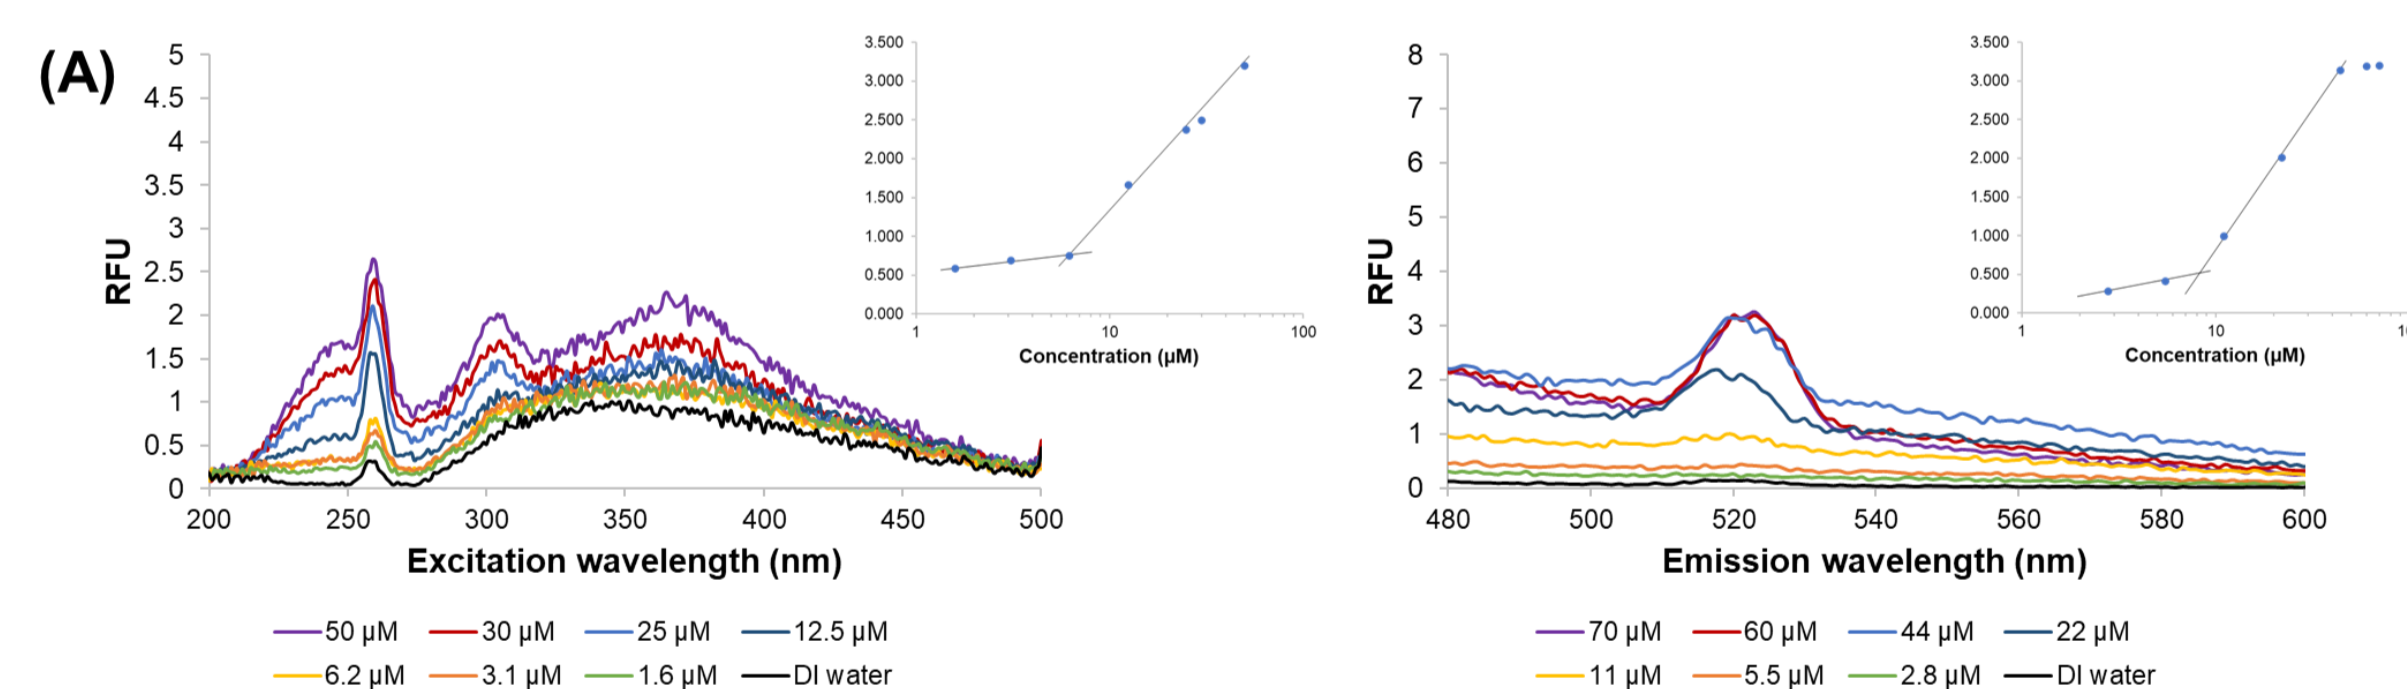 (A)
RFU
5
4.5
4
3.5
3
2.5
2
1.5
1
0.5
0
200 250 300 350 400 450 500
Excitation wavelength (nm)
3.500
3.000
2.500
2.000
1.500
1.000
0.500
0.000
1 10 100
Concentration (µM)
50 µM 30 µM 25 µM 12.5 µM
6.2 µM 3.1 µM 1.6 µM DI water
RFU
8
7
6
5
4
3
2
1
0
480 500 520 540 560 580 600
Emission wavelength (nm)
3.500
3.000
2.500
2.000
1.500
1.000
0.500
0.000
1 10
Concentration (µM)
70 µM 60 µM 44 µM 22 µM
11 µM 5.5 µM 2.8 µM DI water